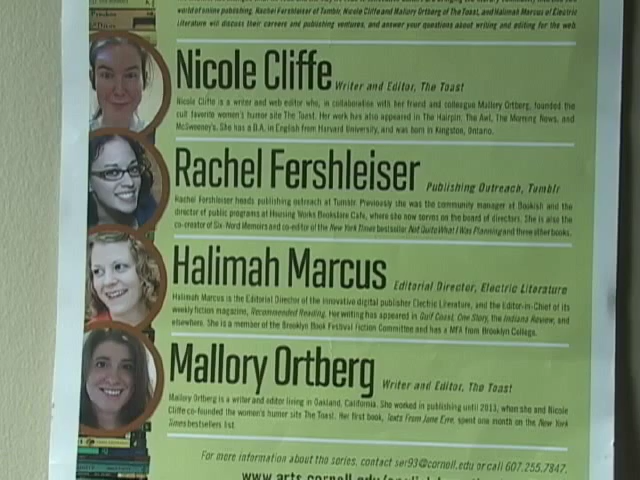 world of online publishing. Rachel Fershleiser of Tumblr, Nicole Cliffe and Mallory Ortberg of The Toast, and Halimah Marcus of Electric
Literature will discuss their careers and publishing ventures, and answer your questions about writing and editing for the web.
Nicole Cliffe Writer and Editor, The Toast
Nicole Cliffe is a writer and web editor who, in collaboration with her friend and colleague Mallory Ortberg, founded the
cult favorite women's humor site The Toast. Her work has also appeared in The Hairpin, The Awl, The Morning News, and
McSweeney's. She has a B.A. in English from Harvard University, and was born in Kingston, Ontario.
Rachel Fershleiser Publishing Outreach, Tumblr
Rachel Fershleiser heads publishing outreach at Tumblr. Previously she was the community manager at Bookish and the
director of public programs at Housing Works Bookstore Cafe, where she now serves on the board of directors. She is also the
co-creator of Six-Word Memoirs and co-editor of the New York Times bestseller Not Quite What I Was Planning and three other books.
Halimah Marcus Editorial Director, Electric Literature
Halimah Marcus is the Editorial Director of the innovative digital publisher Electric Literature, and the Editor-in-Chief of its
weekly fiction magazine, Recommended Reading. Her writing has appeared in Gulf Coast, One Story, the Indiana Review, and
elsewhere. She is a member of the Brooklyn Book Festival Fiction Committee and has a MFA from Brooklyn College.
Mallory Ortberg Writer and Editor, The Toast
Mallory Ortberg is a writer and editor living in Oakland, California. She worked in publishing until 2013, when she and Nicole
Cliffe co-founded the women's humor site The Toast. Her first book, Texts From Jane Eyre, spent one month on the New York
Times bestsellers list.
For more information about the series, contact ser93@cornell.edu or call 607.255.7847.